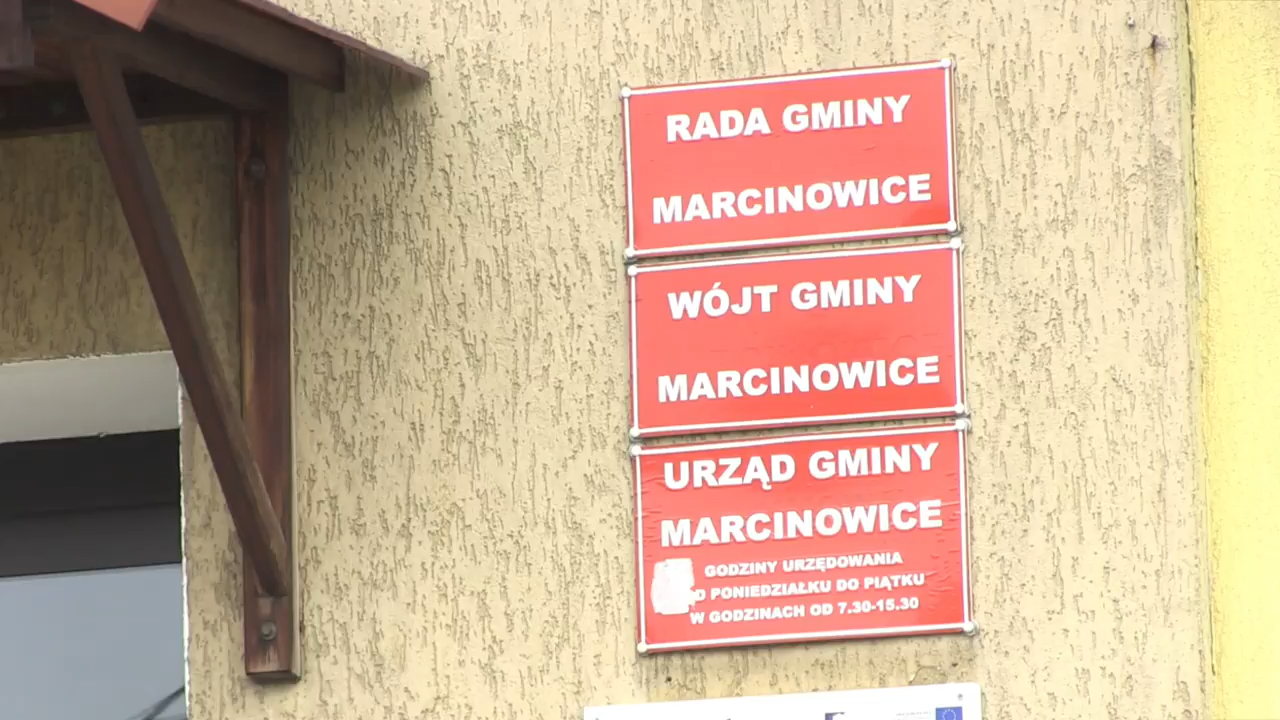 RADA GMINY
MARCINOWICE
WÓJT GMINY
MARCINOWICE
URZĄD GMINY
MARCINOWICE
GODZINY URZĘDOWANIA
D PONIEDZIAŁKU DO PIĄTKU
W GODZINACH OD 7.30-15.30